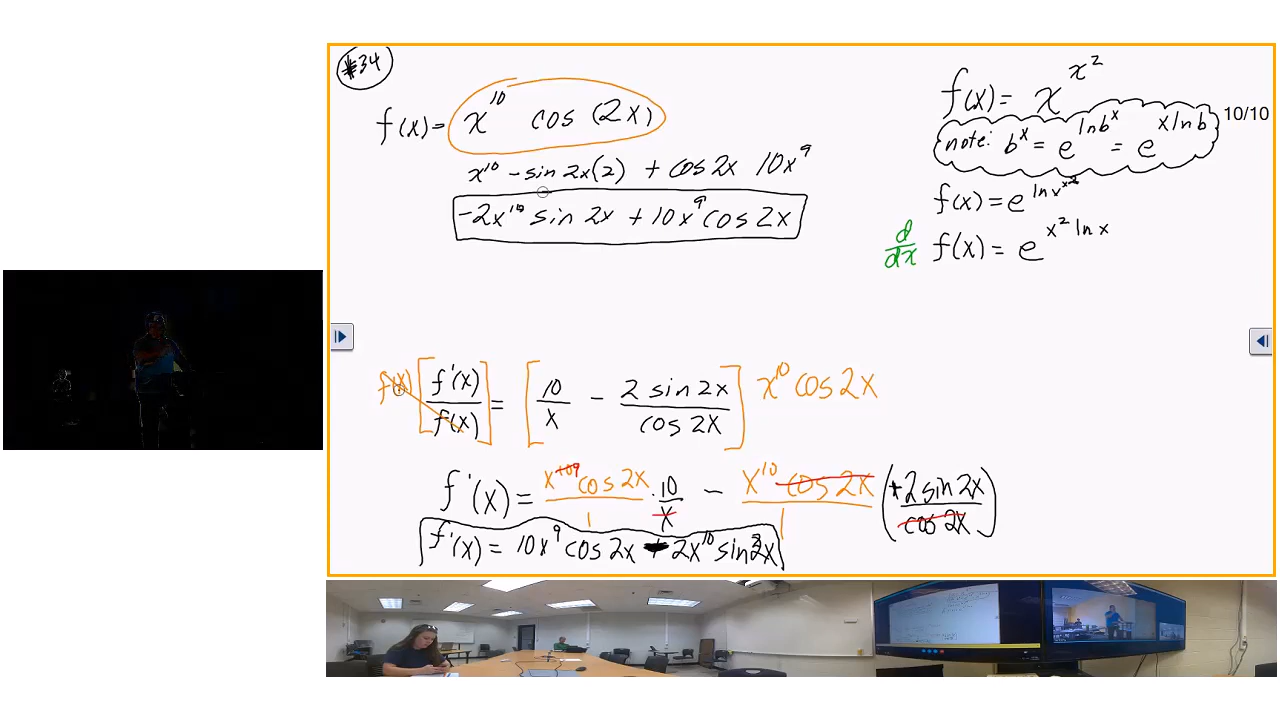 #34
f(x) = x^10 cos (2x)
x^10 - sin 2x(2) + cos 2x 10x^9
-2x^10 sin 2x + 10x^9 cos 2x
f(x) = x^x^2
10/10
note: b^x = e^ln b^x = e^x ln b
f(x) = e^ln x^x^2
d/dx f(x) = e^x^2 ln x
f(x) [f'(x)/f(x)] = [10/x - 2 sin 2x/cos 2x] x^10 cos 2x
f'(x) = x^10 9 cos 2x/1 · 10/x - x^10 cos 2x/1 (+2 sin 2x/cos 2x)
f'(x) = 10x^9 cos 2x - 2x^10 sin 2x